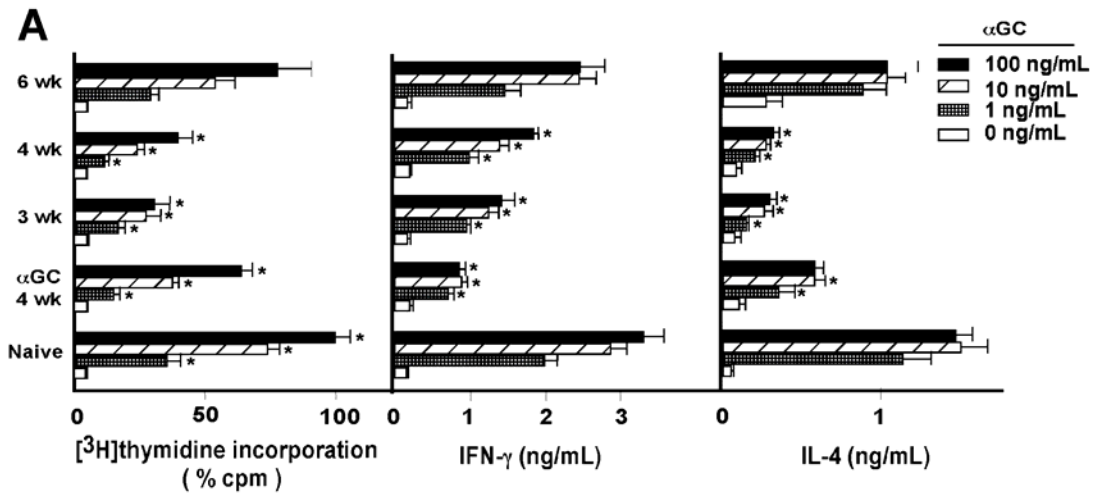 A
αGC
100 ng/mL
10 ng/mL
1 ng/mL
0 ng/mL
6 wk
4 wk * * * * * * * * *
3 wk * * * * * * * * *
αGC
4 wk * * * * * * * *
Naive * * *
0 50 100 0 1 2 3 0 1
[³H]thymidine incorporation
( % cpm )
IFN-γ (ng/mL)
IL-4 (ng/mL)